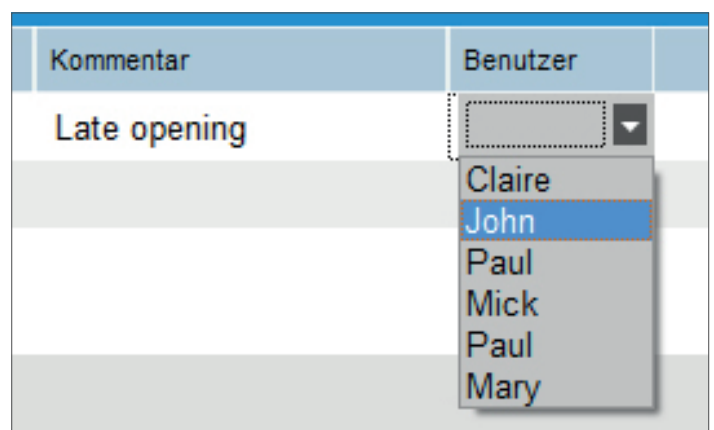 Kommentar Benutzer
Late opening
Claire
John
Paul
Mick
Paul
Mary